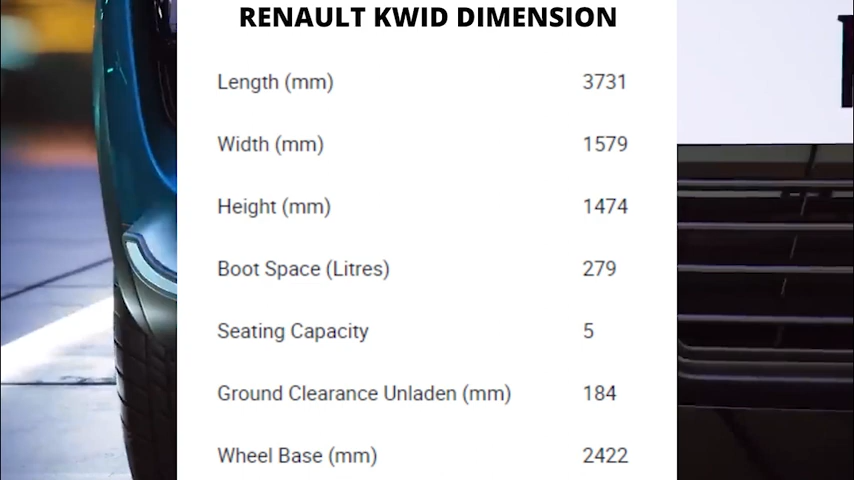 RENAULT KWID DIMENSION
Length (mm) 3731
Width (mm) 1579
Height (mm) 1474
Boot Space (Litres) 279
Seating Capacity 5
Ground Clearance Unladen (mm) 184
Wheel Base (mm) 2422